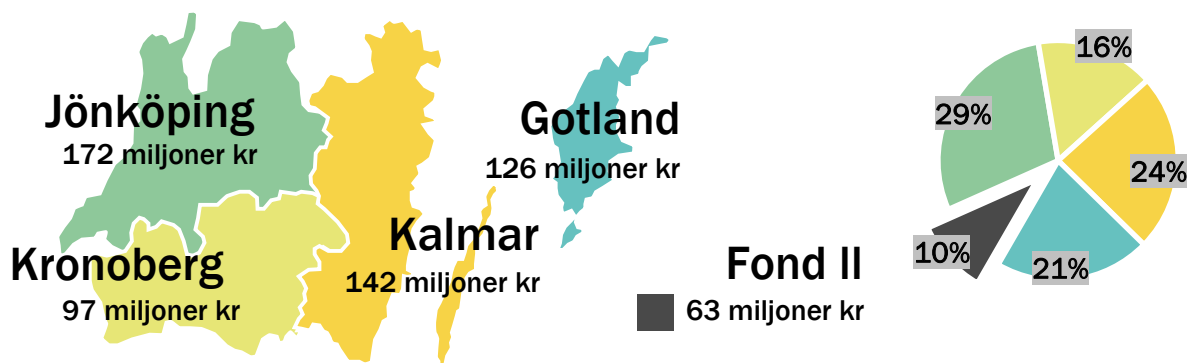 Jönköping
172 miljoner kr
Kronoberg
97 miljoner kr
Kalmar
142 miljoner kr
Gotland
126 miljoner kr
Fond II
63 miljoner kr
16%
29%
24%
10%
21%